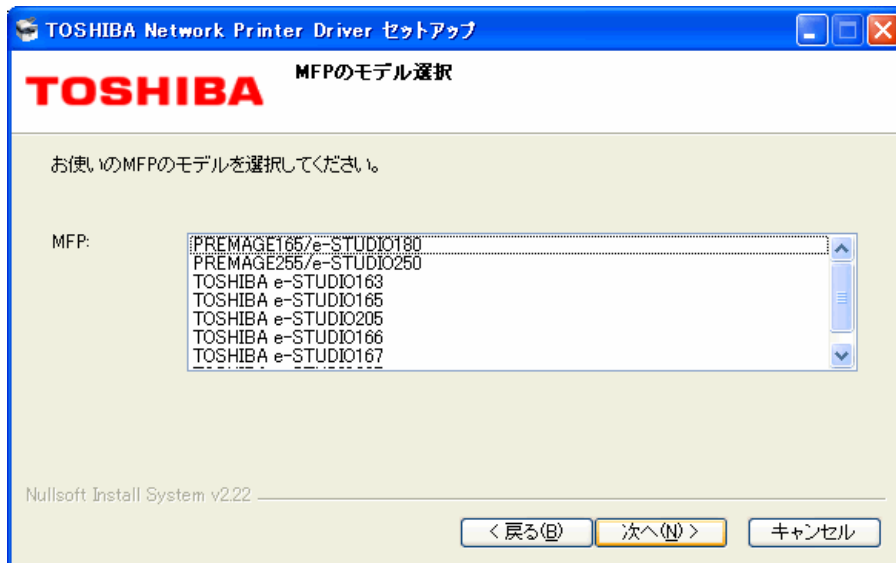 TOSHIBA Network Printer Driver セットアップ
TOSHIBA
MFPのモデル選択
お使いのMFPのモデルを選択してください。
MFP:
PREMAGE165/e-STUDIO180
PREMAGE255/e-STUDIO250
TOSHIBA e-STUDIO163
TOSHIBA e-STUDIO165
TOSHIBA e-STUDIO205
TOSHIBA e-STUDIO166
TOSHIBA e-STUDIO167
Nullsoft Install System v2.22
< 戻る(B)
次へ(N) >
キャンセル